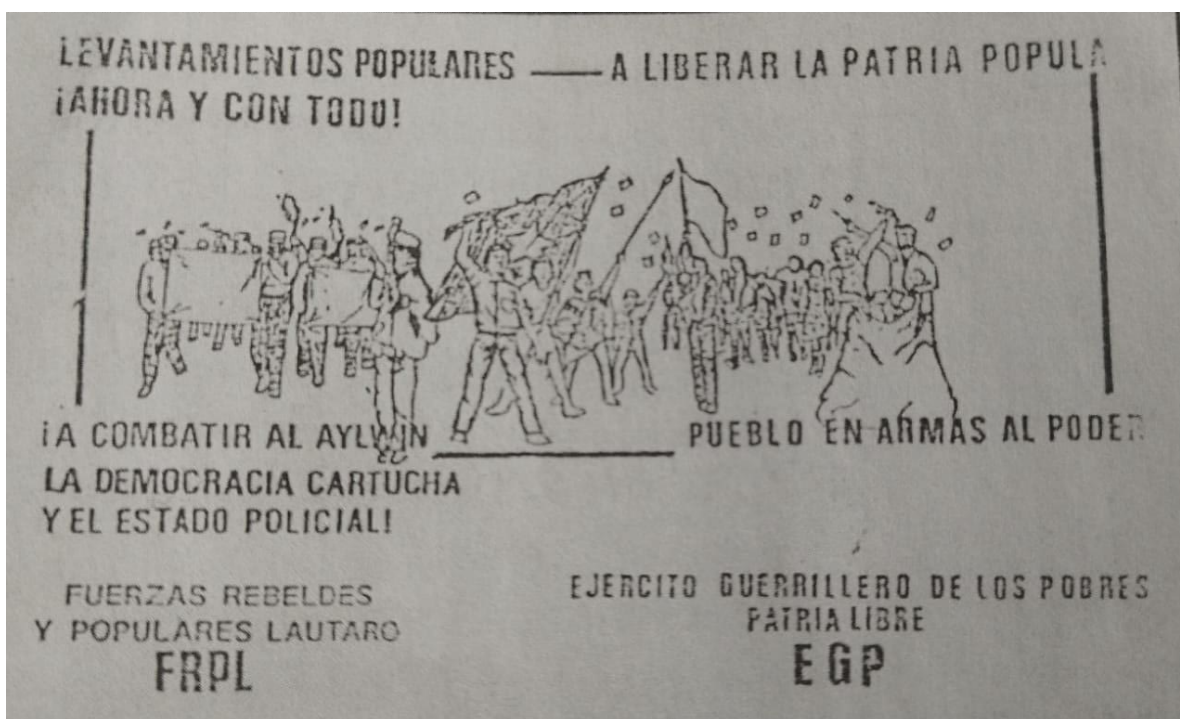 ¡LEVANTAMIENTOS POPULARES — A LIBERAR LA PATRIA POPULA
¡AHORA Y CON TODO!
¡A COMBATIR AL AYLWIN — PUEBLO EN ARMAS AL PODER
LA DEMOCRACIA CARTUCHA
Y EL ESTADO POLICIAL!
FUERZAS REBELDES
Y POPULARES LAUTARO
FRPL
EJERCITO GUERRILLERO DE LOS POBRES
PATRIA LIBRE
EGP